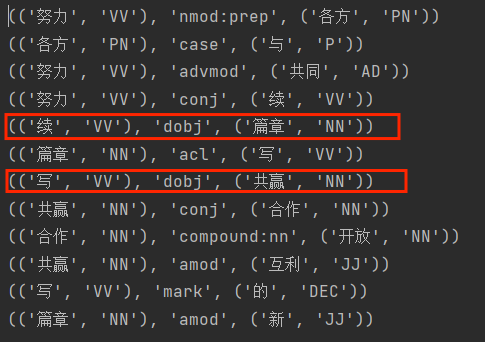 (('努力', 'VV'), 'nmod:prep', ('各方', 'PN'))
(('各方', 'PN'), 'case', ('与', 'P'))
(('努力', 'VV'), 'advmod', ('共同', 'AD'))
(('努力', 'VV'), 'conj', ('续', 'VV'))
(('续', 'VV'), 'dobj', ('篇章', 'NN'))
(('篇章', 'NN'), 'acl', ('写', 'VV'))
(('写', 'VV'), 'dobj', ('共赢', 'NN'))
(('共赢', 'NN'), 'conj', ('合作', 'NN'))
(('合作', 'NN'), 'compound:nn', ('开放', 'NN'))
(('共赢', 'NN'), 'amod', ('互利', 'JJ'))
(('写', 'VV'), 'mark', ('的', 'DEC'))
(('篇章', 'NN'), 'amod', ('新', 'JJ'))